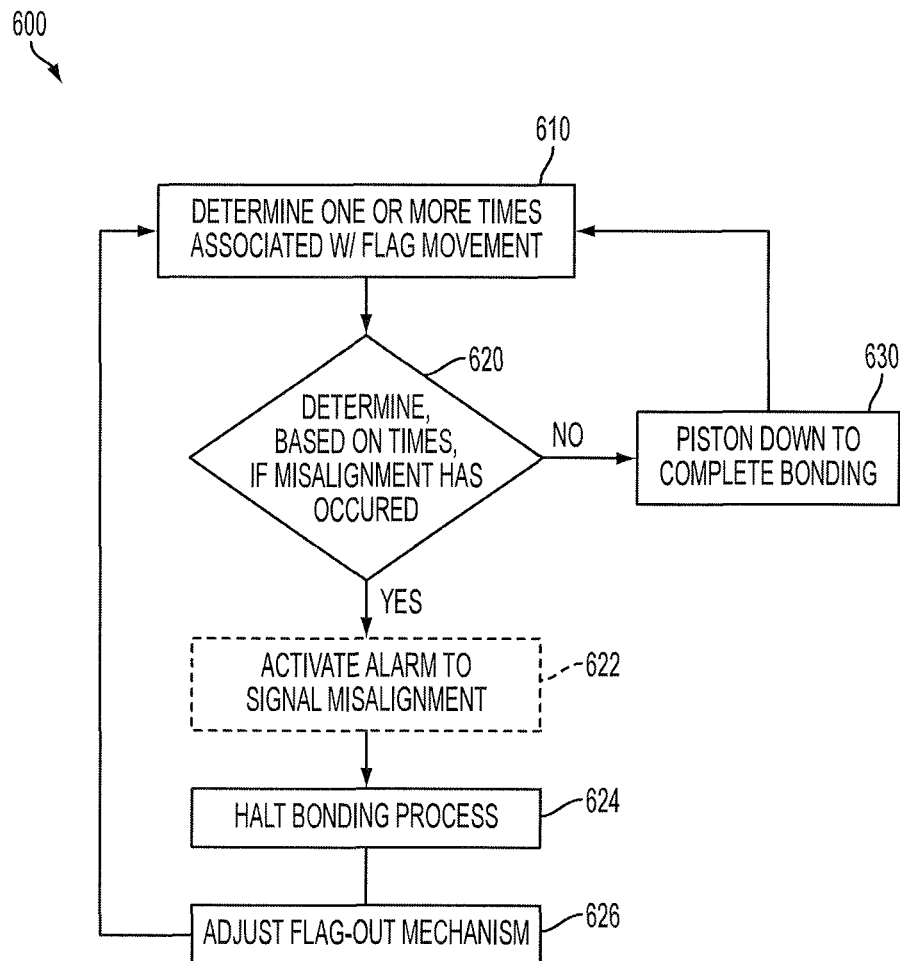 600
610
DETERMINE ONE OR MORE TIMES
ASSOCIATED W/ FLAG MOVEMENT
620
DETERMINE,
BASED ON TIMES,
IF MISALIGNMENT HAS
OCCURED
NO
630
PISTON DOWN TO
COMPLETE BONDING
YES
ACTIVATE ALARM TO
SIGNAL MISALIGNMENT
622
HALT BONDING PROCESS
624
ADJUST FLAG-OUT MECHANISM
626